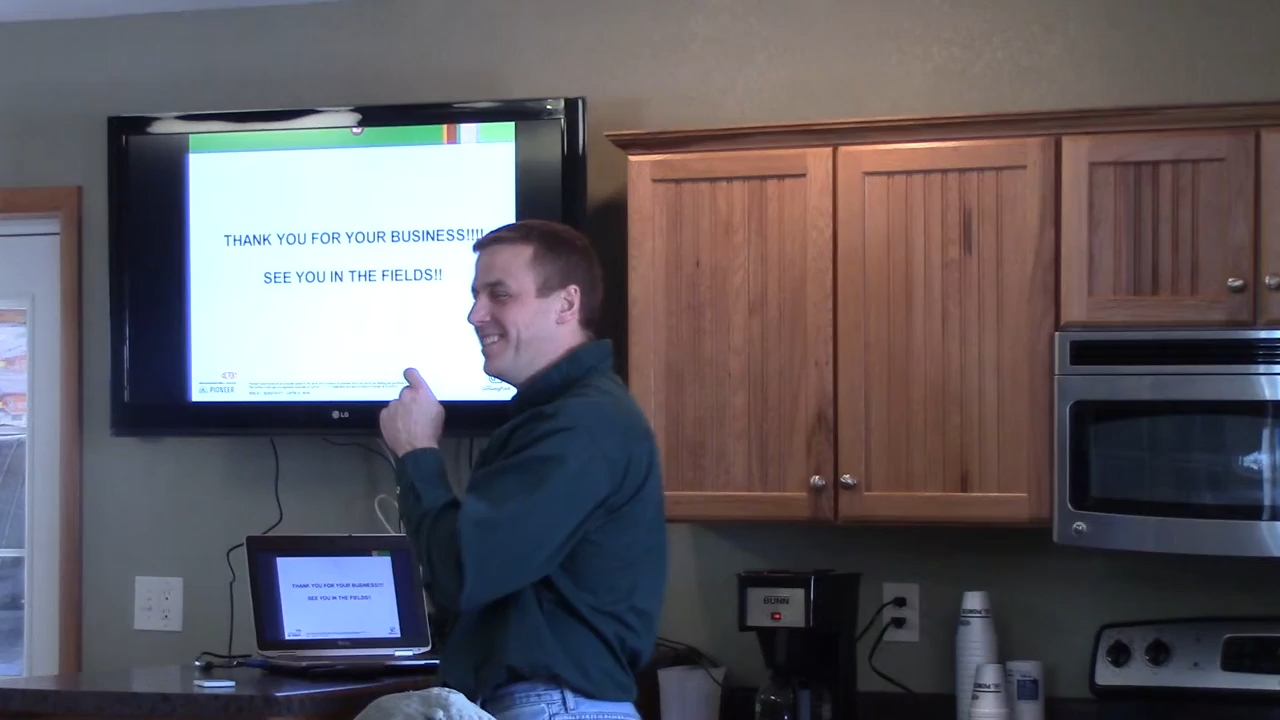 THANK YOU FOR YOUR BUSINESS!!!!
SEE YOU IN THE FIELDS!!
PIONEER
LG
THANK YOU FOR YOUR BUSINESS!!!!
SEE YOU IN THE FIELDS!!
BUNN